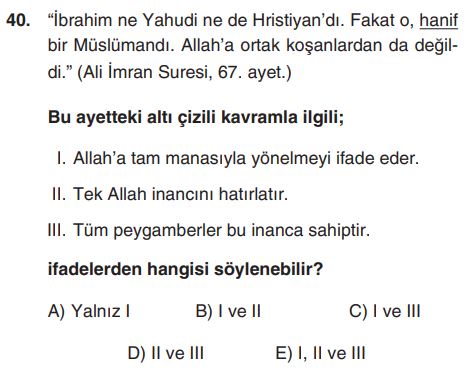 40. “İbrahim ne Yahudi ne de Hristiyan’dı. Fakat o, hanif
bir Müslümandı. Allah’a ortak koşanlardan da değil-
di.” (Ali İmran Suresi, 67. ayet.)
Bu ayetteki altı çizili kavramla ilgili;
I. Allah’a tam manasıyla yönelmeyi ifade eder.
II. Tek Allah inancını hatırlatır.
III. Tüm peygamberler bu inanca sahiptir.
ifadelerden hangisi söylenebilir?
A) Yalnız I B) I ve II C) I ve III
D) II ve III E) I, II ve III